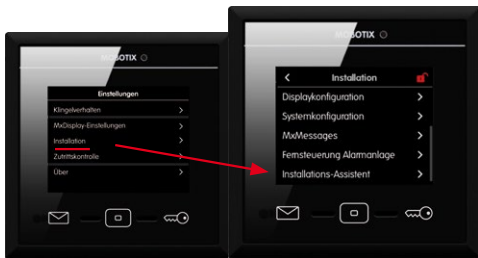 MOBOTIX
Einstellungen
Klingelverhalten
MxDisplay-Einstellungen
Installation
Zutrittskontrolle
Über
MOBOTIX
Installation
Displaykonfiguration
Systemkonfiguration
MxMessages
Fernsteuerung Alarmanlage
Installations-Assistent